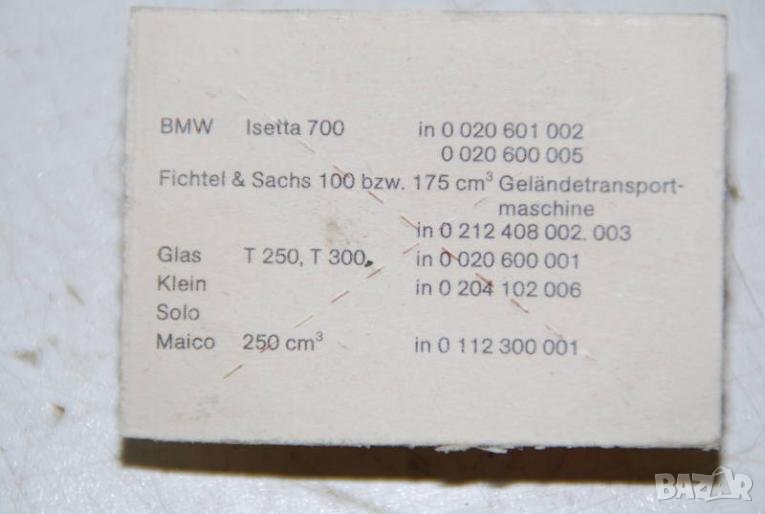 BMW Isetta 700 in 0 020 601 002
0 020 600 005
Fichtel & Sachs 100 bzw. 175 cm³ Geländetransport-
maschine
in 0 212 408 002. 003
Glas T 250, T 300, in 0 020 600 001
Klein in 0 204 102 006
Solo
Maico 250 cm³ in 0 112 300 001
BAZAR